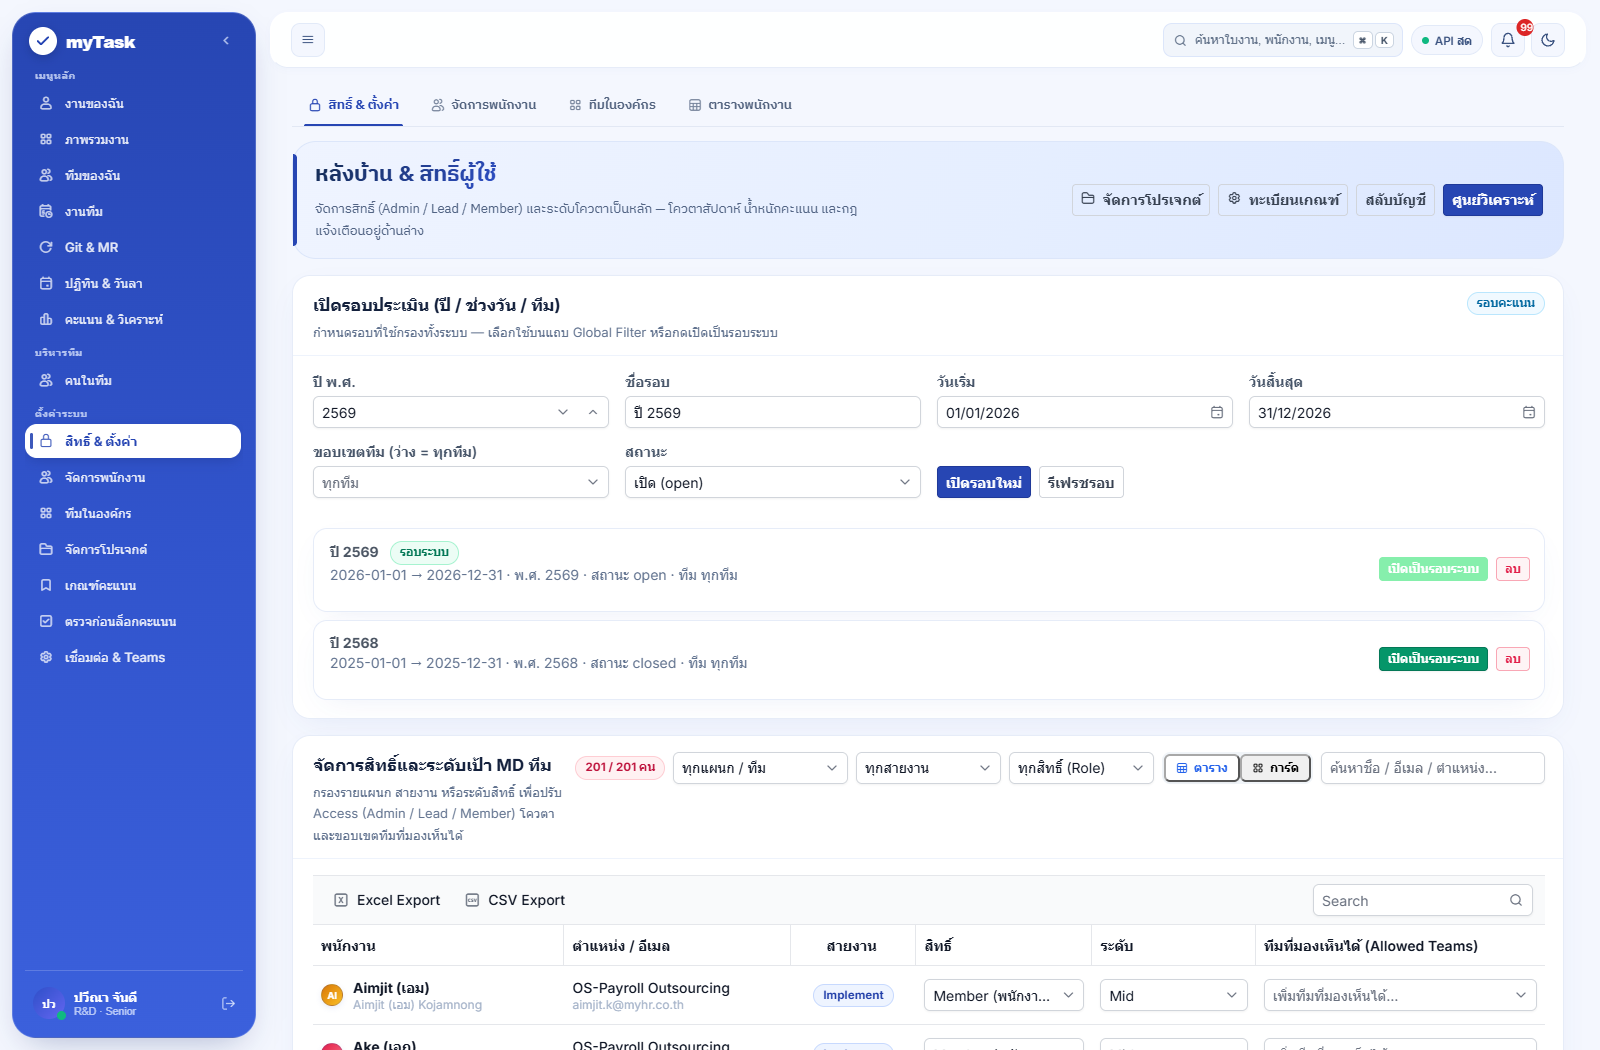 myTask
เมนูหลัก
งานของฉัน
ภาพรวมงาน
ทีมของฉัน
งานทีม
Git & MR
ปฏิทิน & วันลา
คะแนน & วิเคราะห์
บริหารทีม
คนในทีม
ตั้งค่าระบบ
สิทธิ์ & ตั้งค่า
จัดการพนักงาน
ทีมในองค์กร
จัดการโปรเจกต์
เกณฑ์คะแนน
ตรวจก่อนล็อกคะแนน
เชื่อมต่อ & Teams
ปว
ปวีณา จันดี
R&D · Senior
ค้นหาใบงาน, พนักงาน, เมนู...
⌘ K
API สด
99
สิทธิ์ & ตั้งค่า
จัดการพนักงาน
ทีมในองค์กร
ตารางพนักงาน
หลังบ้าน & สิทธิ์ผู้ใช้
จัดการสิทธิ์ (Admin / Lead / Member) และระดับโควตาเป็นหลัก — โควตาสัปดาห์ น้ำหนักคะแนน และกฎ
แจ้งเตือนอยู่ด้านล่าง
จัดการโปรเจกต์
ทะเบียนเกณฑ์
สลับบัญชี
ศูนย์วิเคราะห์
เปิดรอบประเมิน (ปี / ช่วงวัน / ทีม)
กำหนดรอบที่ใช้กรองทั้งระบบ — เลือกใช้บนแถบ Global Filter หรือกดเปิดเป็นรอบระบบ
รอบคะแนน
ปี พ.ศ.
ชื่อรอบ
วันเริ่ม
วันสิ้นสุด
2569
ปี 2569
01/01/2026
31/12/2026
ขอบเขตทีม (ว่าง = ทุกทีม)
สถานะ
ทุกทีม
เปิด (open)
เปิดรอบใหม่
รีเฟรชรอบ
ปี 2569
รอบระบบ
2026-01-01 → 2026-12-31 · พ.ศ. 2569 · สถานะ open · ทีม ทุกทีม
เปิดเป็นรอบระบบ
ลบ
ปี 2568
2025-01-01 → 2025-12-31 · พ.ศ. 2568 · สถานะ closed · ทีม ทุกทีม
เปิดเป็นรอบระบบ
ลบ
จัดการสิทธิ์และระดับเป้า MD ทีม
กรองรายแผนก สายงาน หรือระดับสิทธิ์ เพื่อปรับ
Access (Admin / Lead / Member) โควตา
และขอบเขตทีมที่มองเห็นได้
201 / 201 คน
ทุกแผนก / ทีม
ทุกสายงาน
ทุกสิทธิ์ (Role)
ตาราง
การ์ด
ค้นหาชื่อ / อีเมล / ตำแหน่ง...
Excel Export
CSV Export
Search
พนักงาน
ตำแหน่ง / อีเมล
สายงาน
สิทธิ์
ระดับ
ทีมที่มองเห็นได้ (Allowed Teams)
AI
Aimjit (เอม)
Aimjit (เอม) Kojamnong
OS-Payroll Outsourcing
aimjit.k@myhr.co.th
Implement
Member (พนักงา...
Mid
เพิ่มทีมที่มองเห็นได้...
Ake (เอก)
OS-Payroll Outsourcing